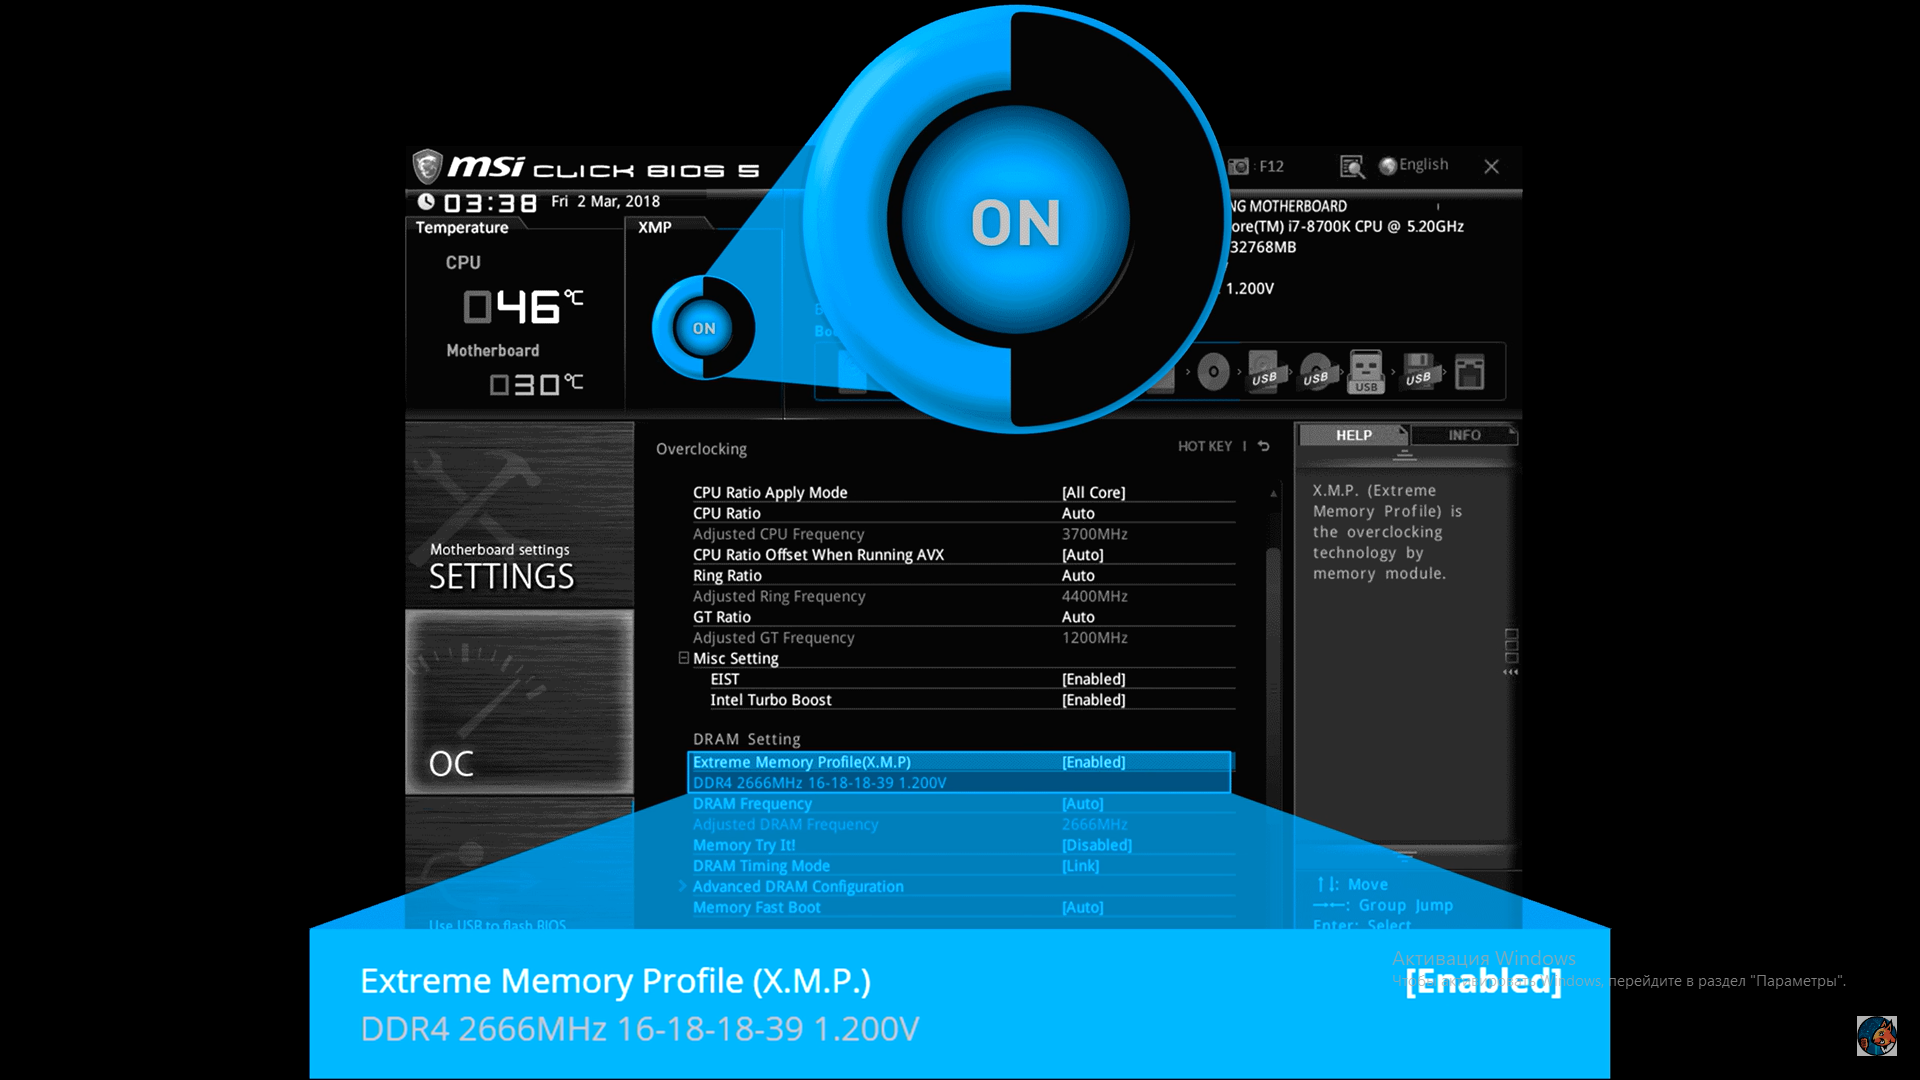 msi CLICK BIOS 5
: F12
English
03:38 Fri 2 Mar, 2018
Temperature
XMP
CPU
046°C
Motherboard
030°C
ON
ON
NG MOTHERBOARD
ore(TM) i7-8700K CPU @ 5.20GHz
32768MB
1.200V
USB
USB
USB
USB
Motherboard settings
SETTINGS
OC
Use USB to flash BIOS
Overclocking
HOT KEY
CPU Ratio Apply Mode [All Core]
CPU Ratio Auto
Adjusted CPU Frequency 3700MHz
CPU Ratio Offset When Running AVX [Auto]
Ring Ratio Auto
Adjusted Ring Frequency 4400MHz
GT Ratio Auto
Adjusted GT Frequency 1200MHz
Misc Setting
EIST [Enabled]
Intel Turbo Boost [Enabled]
DRAM Setting
Extreme Memory Profile(X.M.P) [Enabled]
DDR4 2666MHz 16-18-18-39 1.200V
DRAM Frequency [Auto]
Adjusted DRAM Frequency 2666MHz
Memory Try It! [Disabled]
DRAM Timing Mode [Link]
Advanced DRAM Configuration
Memory Fast Boot [Auto]
HELP
INFO
X.M.P. (Extreme
Memory Profile) is
the overclocking
technology by
memory module.
↑↓: Move
→←: Group Jump
Enter: Select
Extreme Memory Profile (X.M.P.) [Enabled]
DDR4 2666MHz 16-18-18-39 1.200V
Активация Windows
Чтобы активировать Windows, перейдите в раздел "Параметры".